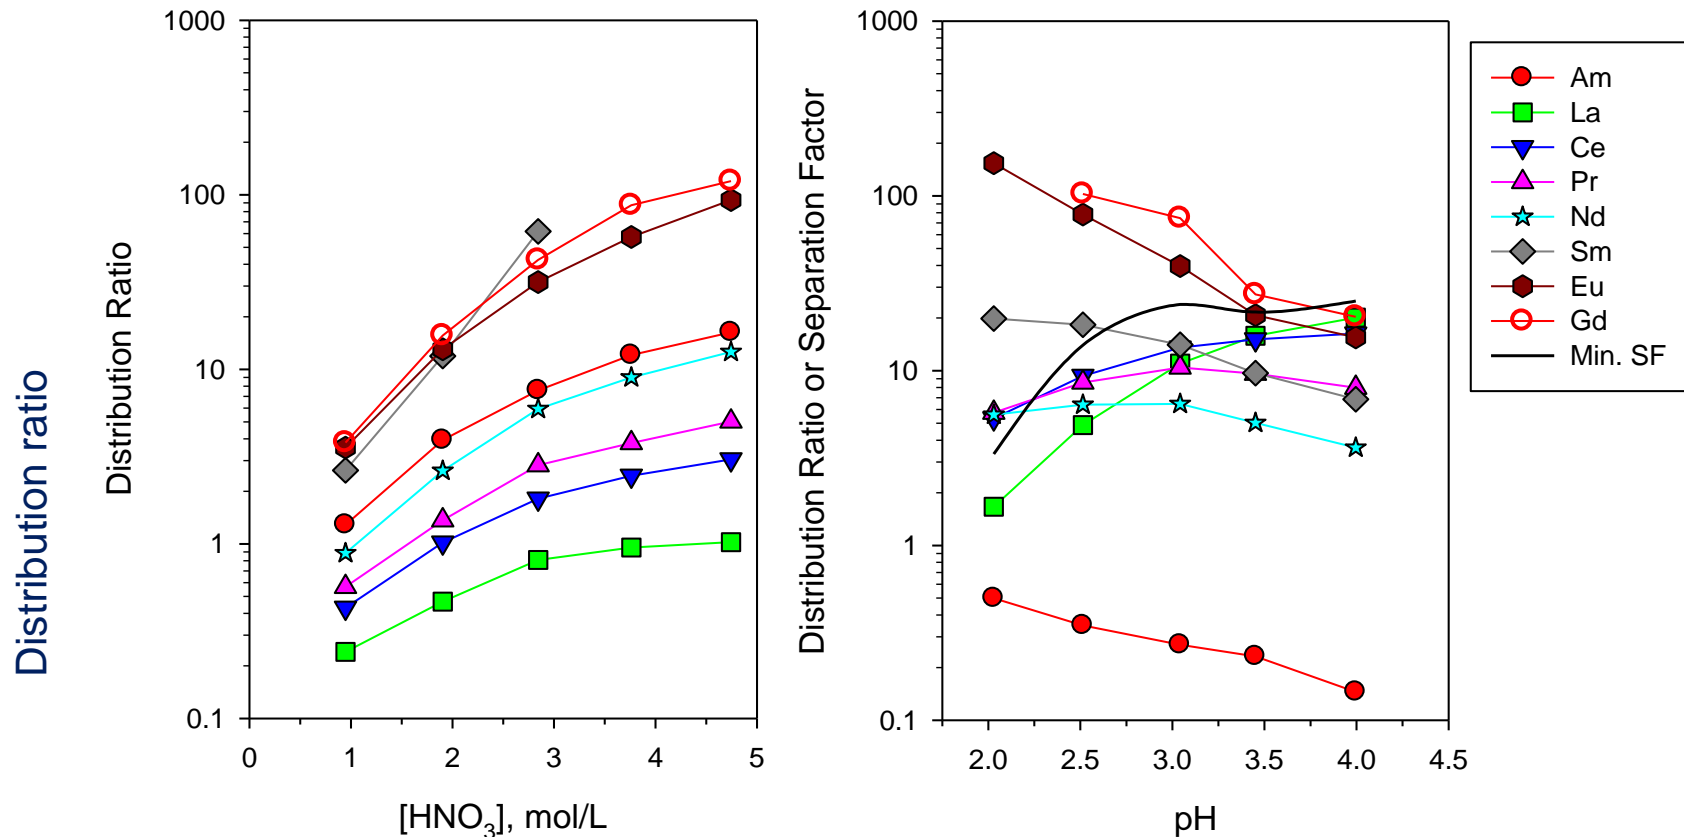 Distribution ratio
Distribution Ratio
1000
100
10
1
0.1
0 1 2 3 4 5
[HNO₃], mol/L
Distribution Ratio or Separation Factor
1000
100
10
1
0.1
2.0 2.5 3.0 3.5 4.0 4.5
pH
Am
La
Ce
Pr
Nd
Sm
Eu
Gd
Min. SF